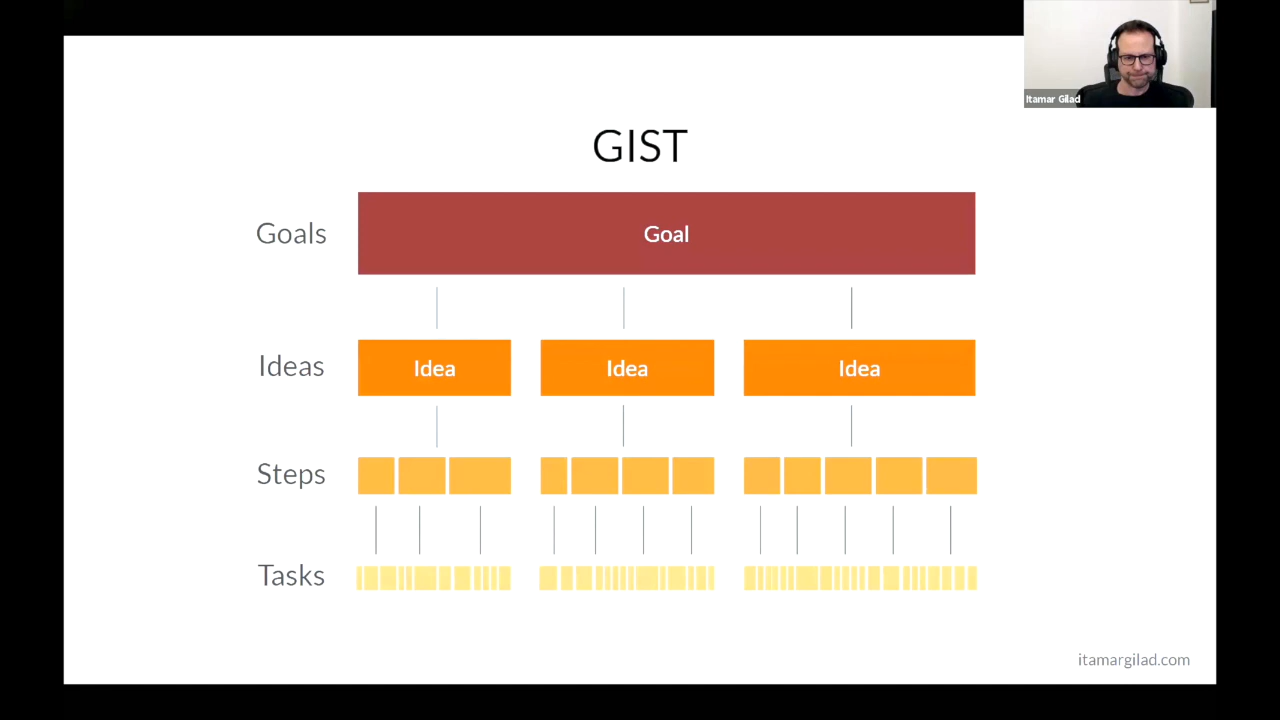 Itamar Gilad
GIST
Goals
Goal
Ideas
Idea
Idea
Idea
Steps
Tasks
itamargilad.com